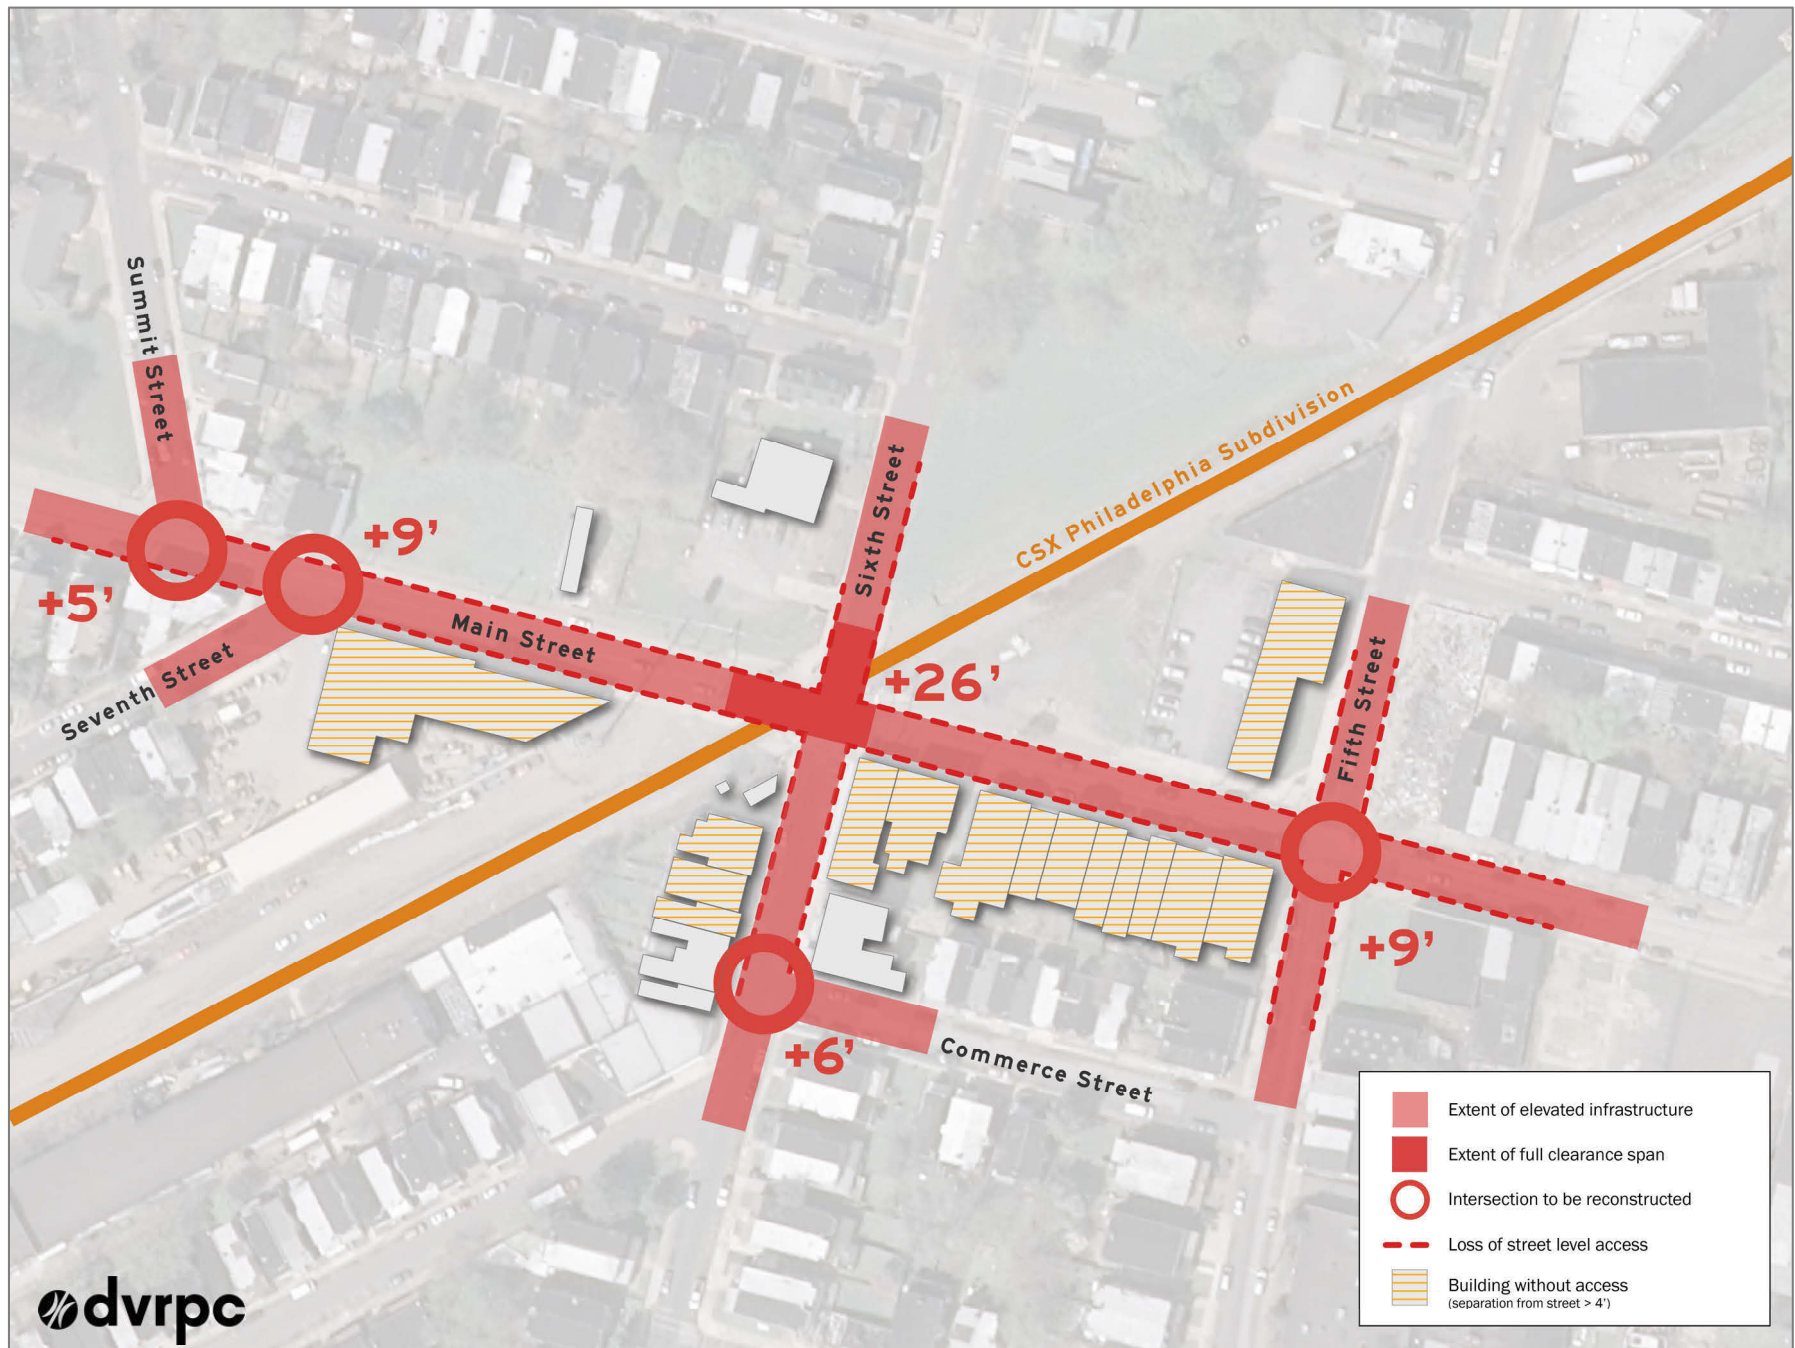 Summit Street
+9’
+5’
Main Street
Seventh Street
Sixth Street
CSX Philadelphia Subdivision
+26’
Fifth Street
+9’
+6’
Commerce Street
Extent of elevated infrastructure
Extent of full clearance span
Intersection to be reconstructed
Loss of street level access
Building without access
(separation from street > 4’)
dvrpc